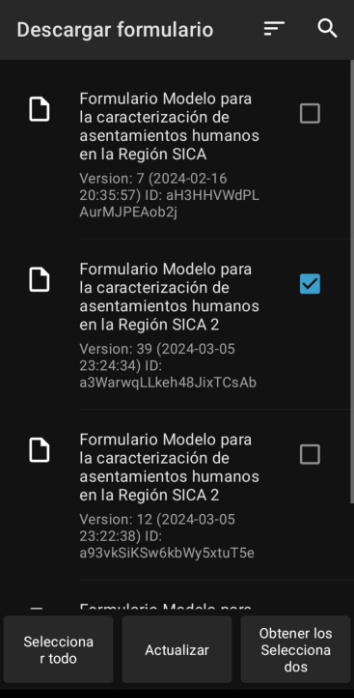 Descargar formulario
Formulario Modelo para
la caracterización de
asentamientos humanos
en la Región SICA
Version: 7 (2024-02-16
20:35:57) ID: aH3HHVWdPL
AurMJPEAob2j
Formulario Modelo para
la caracterización de
asentamientos humanos
en la Región SICA 2
Version: 39 (2024-03-05
23:24:34) ID:
a3WarwqLLkeh48JixTCsAb
Formulario Modelo para
la caracterización de
asentamientos humanos
en la Región SICA 2
Version: 12 (2024-03-05
23:22:38) ID:
a93vkSiKSw6kbWy5xtuT5e
Formulario Modelo para
Selecciona
r todo
Actualizar
Obtener los
Selecciona
dos